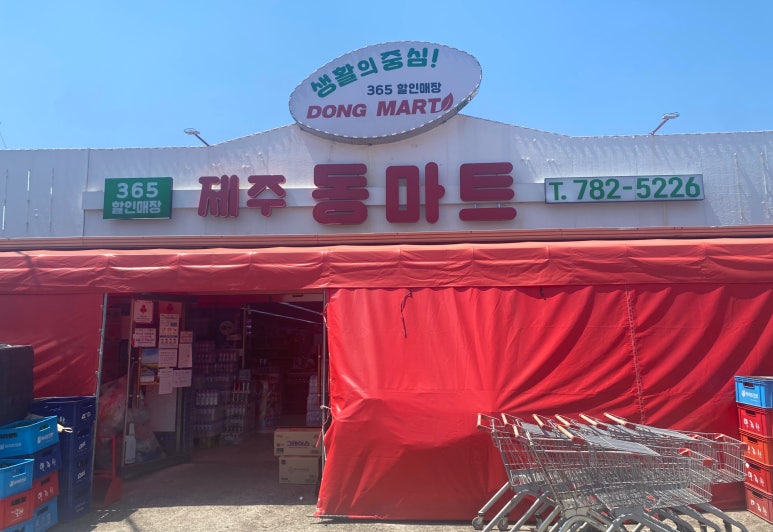 생활의중심!
365 할인매장
DONG MART
365
할인매장
제주 동마트
T. 782-5226